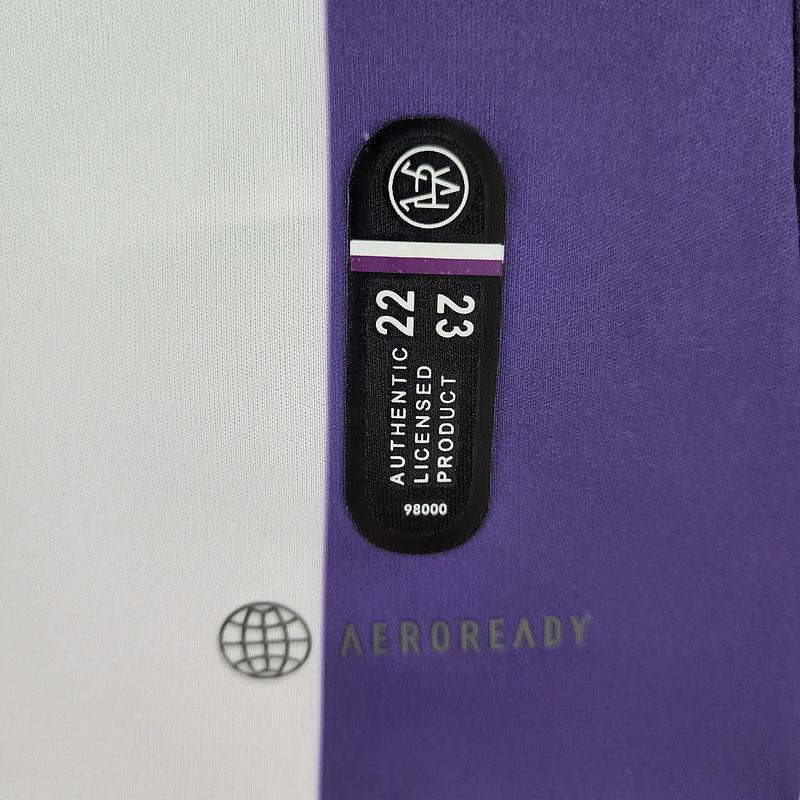 22
23
AUTHENTIC
LICENSED
PRODUCT
98000
AEROREADY